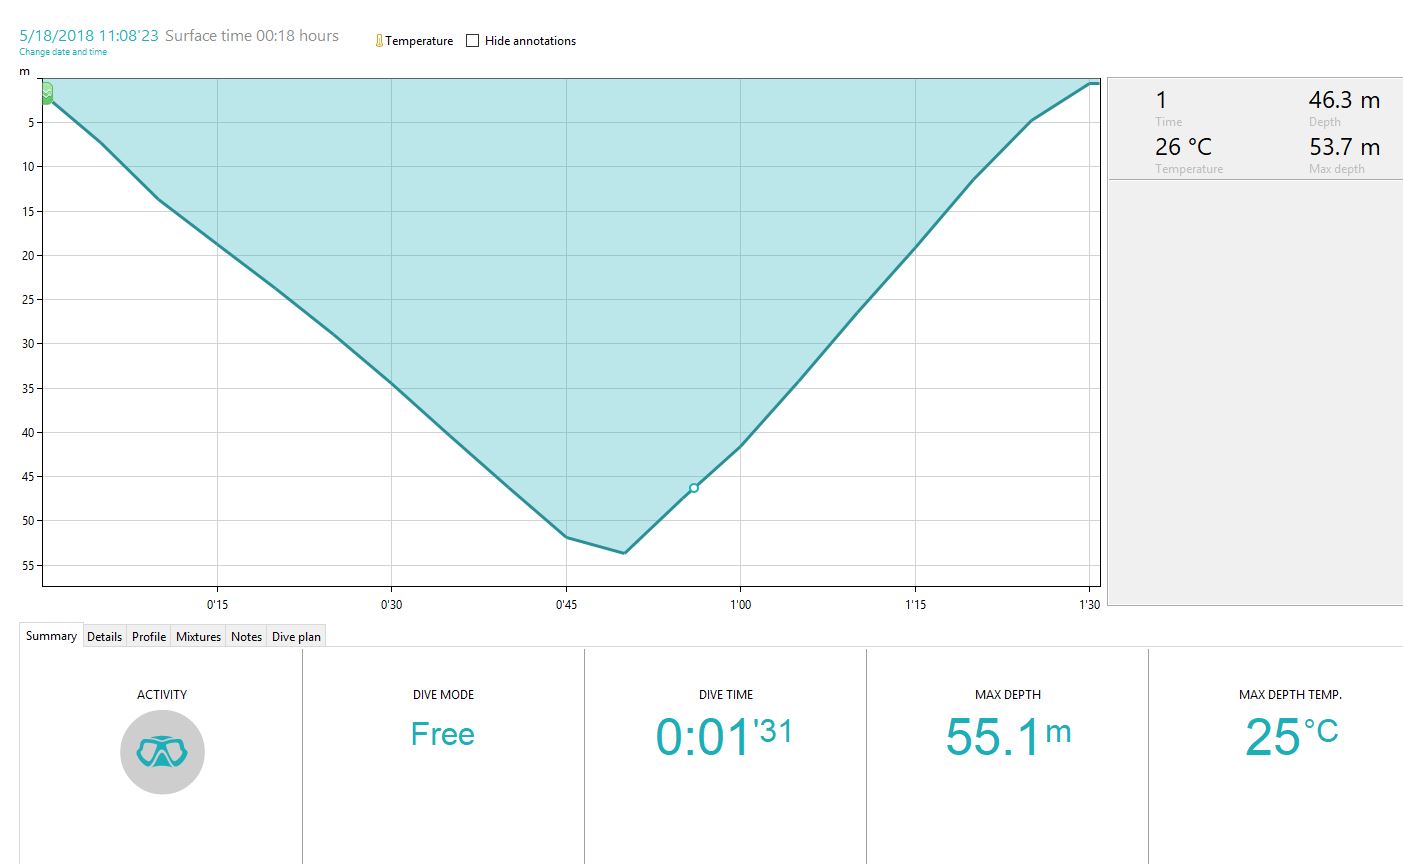 5/18/2018 11:08'23 Surface time 00:18 hours
Temperature Hide annotations
Change date and time
m
5
10
15
20
25
30
35
40
45
50
55
0'15 0'30 0'45 1'00 1'15 1'30
1 46.3 m
Time Depth
26 °C 53.7 m
Temperature Max depth
Summary Details Profile Mixtures Notes Dive plan
ACTIVITY DIVE MODE DIVE TIME MAX DEPTH MAX DEPTH TEMP.
Free 0:01'31 55.1 m 25°C